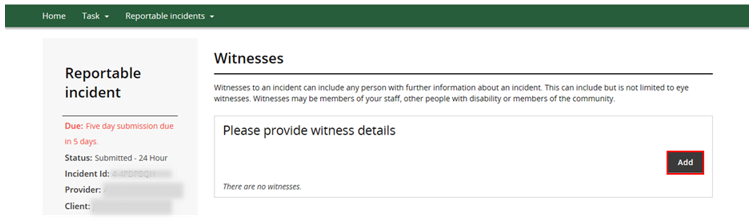 Home Task Reportable incidents
Reportable
incident
Due: Five day submission due
in 5 days.
Status: Submitted - 24 Hour
Incident Id:
Provider:
Client:
Witnesses
Witnesses to an incident can include any person with further information about an incident. This can include but is not limited to eye
witnesses. Witnesses may be members of your staff, other people with disability or members of the community.
Please provide witness details
Add
There are no witnesses.